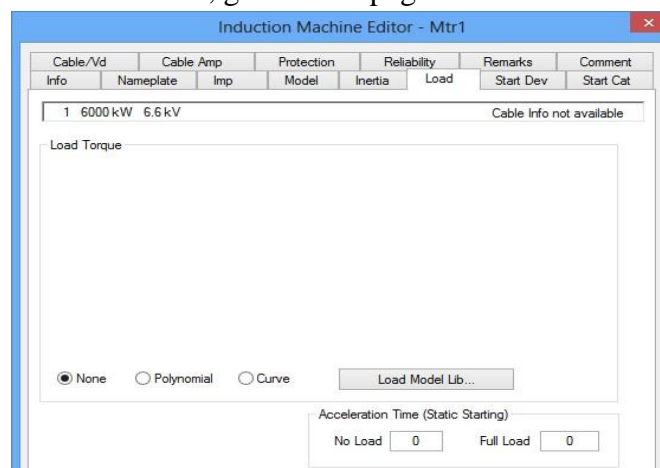 Induction Machine Editor - Mtr1
Cable/Vd Cable Amp Protection Reliability Remarks Comment
Info Nameplate Imp Model Inertia Load Start Dev Start Cat
1 6000 kW 6.6 kV Cable Info not available
Load Torque
None Polynomial Curve Load Model Lib...
Acceleration Time (Static Starting)
No Load 0 Full Load 0